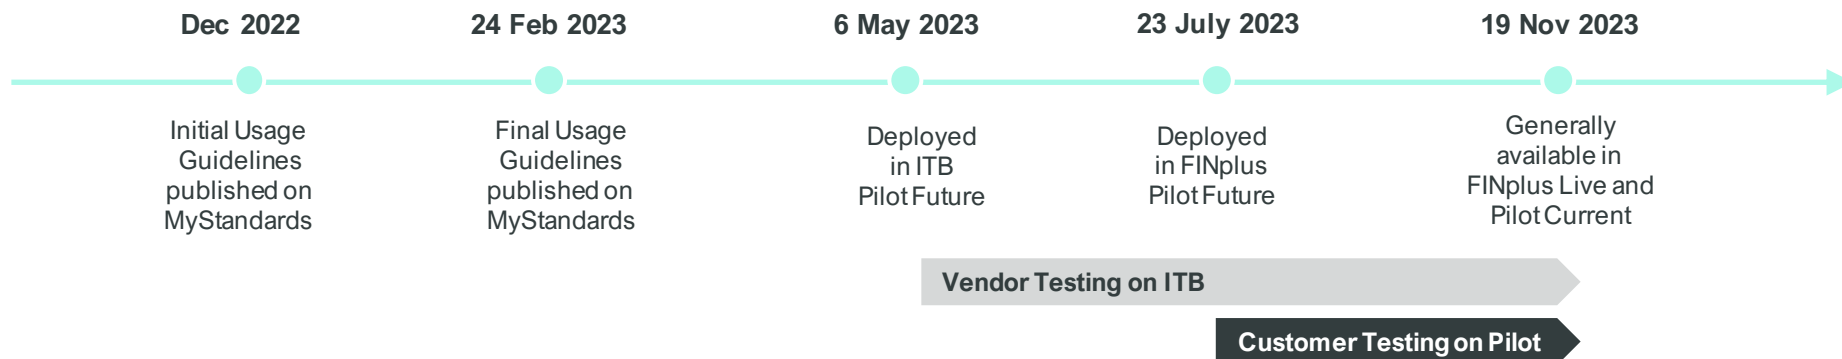 Dec 2022
24 Feb 2023
6 May 2023
23 July 2023
19 Nov 2023
Initial Usage
Guidelines
published on
MyStandards
Final Usage
Guidelines
published on
MyStandards
Deployed
in ITB
Pilot Future
Deployed
in FINplus
Pilot Future
Generally
available in
FINplus Live and
Pilot Current
Vendor Testing on ITB
Customer Testing on Pilot